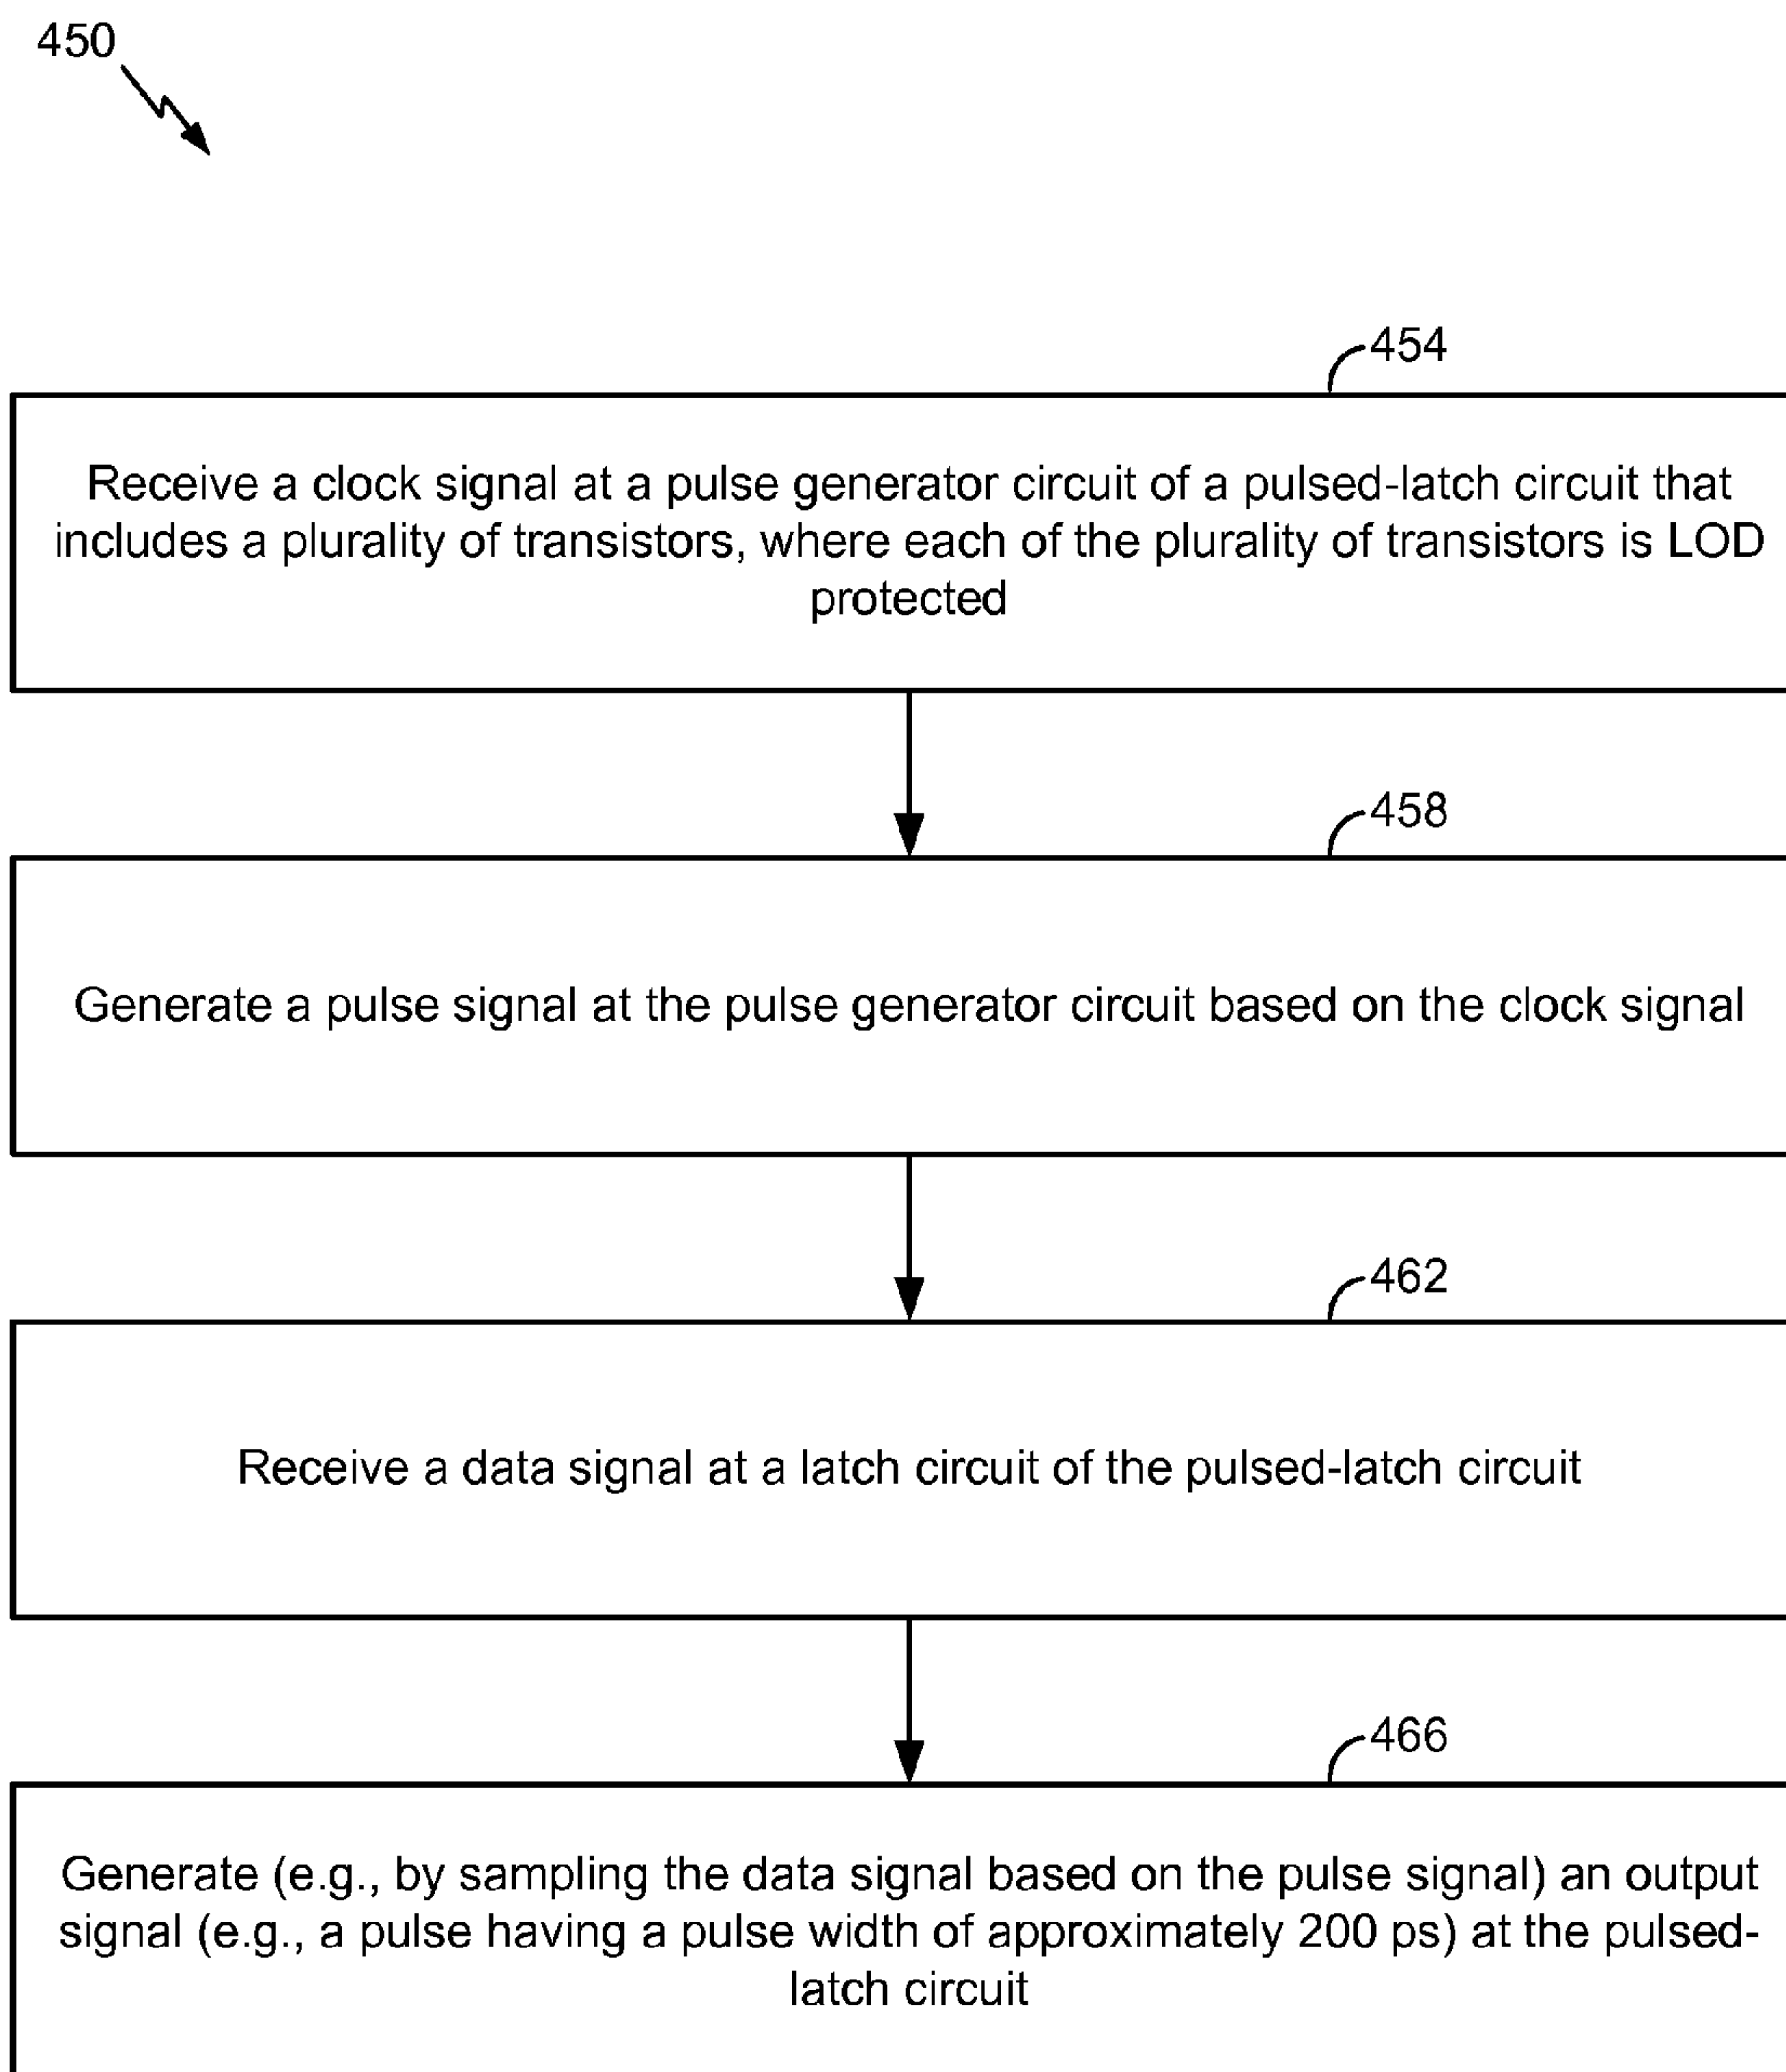 450
454
Receive a clock signal at a pulse generator circuit of a pulsed-latch circuit that
includes a plurality of transistors, where each of the plurality of transistors is LOD
protected
458
Generate a pulse signal at the pulse generator circuit based on the clock signal
462
Receive a data signal at a latch circuit of the pulsed-latch circuit
466
Generate (e.g., by sampling the data signal based on the pulse signal) an output
signal (e.g., a pulse having a pulse width of approximately 200 ps) at the pulsed-
latch circuit